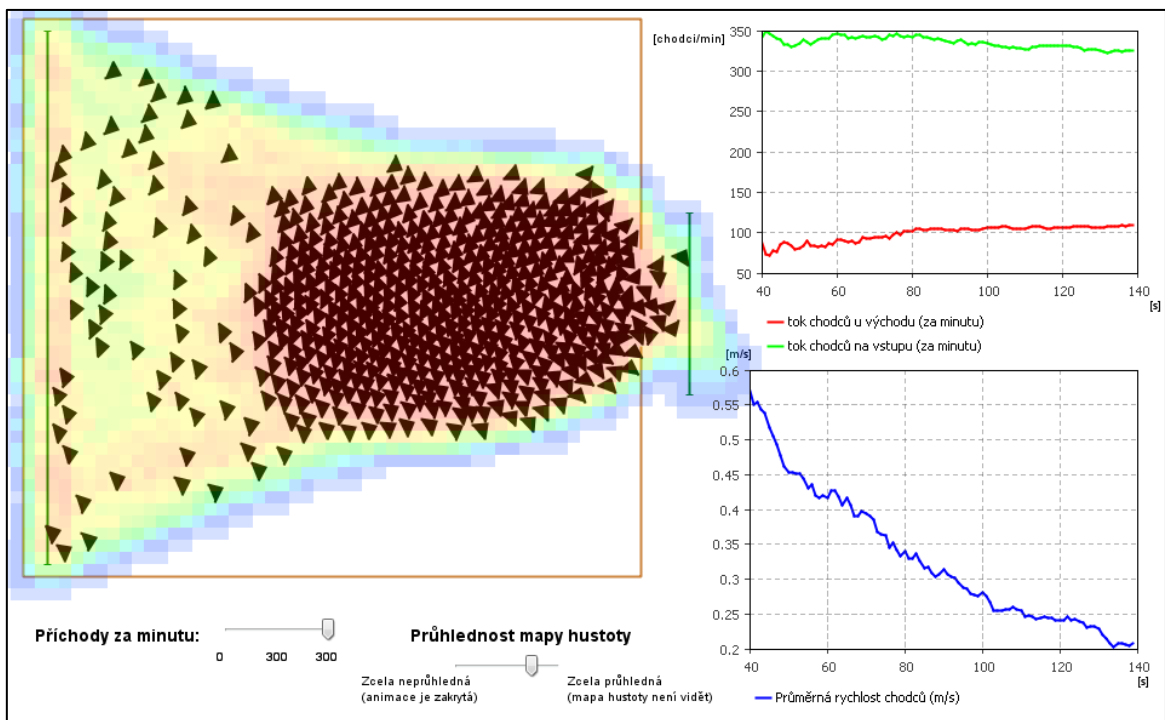 [chodci/min]
350
300
250
200
150
100
50
40
60
80
100
120
140
[s]
tok chodců u východu (za minutu)
tok chodců na vstupu (za minutu)
[m/s]
0.6
0.55
0.5
0.45
0.4
0.35
0.3
0.25
0.2
40
60
80
100
120
140
[s]
Průměrná rychlost chodců (m/s)
Příchody za minutu:
0 300 300
Průhlednost mapy hustoty
Zcela neprůhledná
(animace je zakrytá)
Zcela průhledná
(mapa hustoty není vidět)